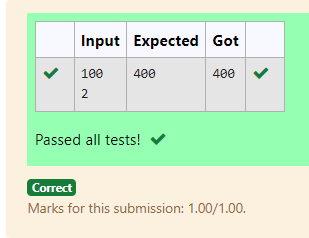 Input Expected Got
100 400 400
2
Passed all tests!
Correct
Marks for this submission: 1.00/1.00.